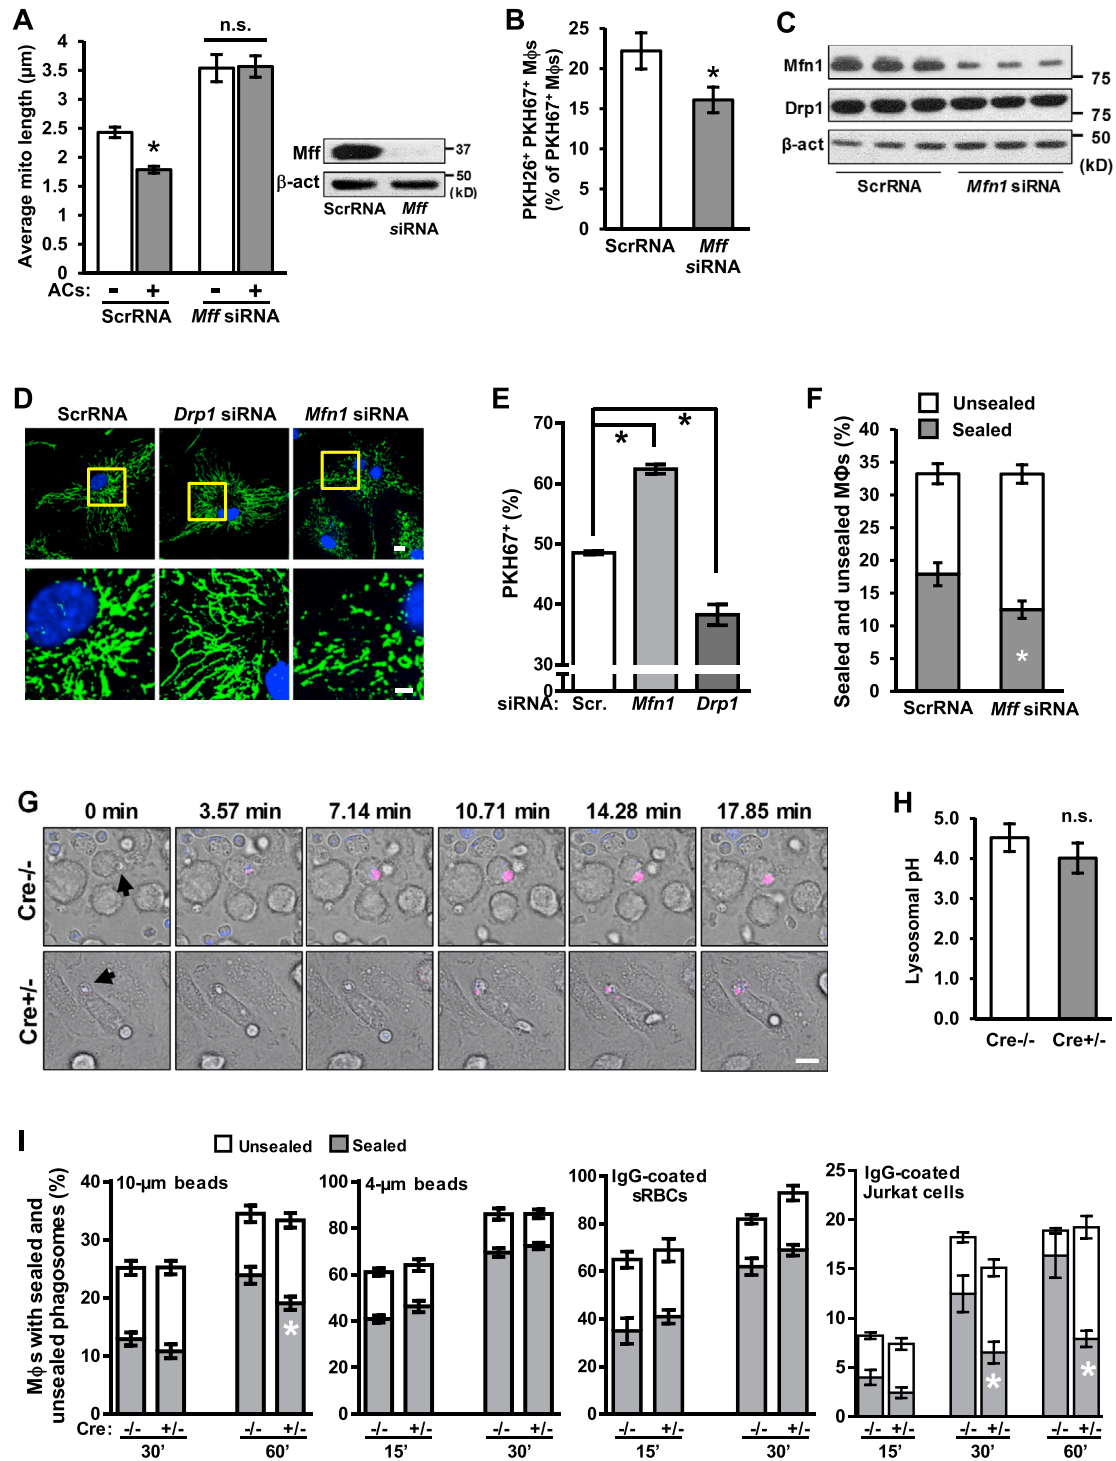 A
n.s.
Average mito length (µm)
4
3.5
3
2.5
2
1.5
1
0.5
0
*
ACs: - + - +
ScrRNA Mff siRNA
Mff
37
β-act
50
(kD)
ScrRNA Mff siRNA
B
PKH26+ PKH67+ Mϕs
(% of PKH67+ Mϕs)
25
20
15
10
5
0
*
ScrRNA Mff siRNA
C
Mfn1
75
Drp1
75
β-act
50
(kD)
ScrRNA Mfn1 siRNA
D
ScrRNA Drp1 siRNA Mfn1 siRNA
E
PKH67+ (%)
70
60
50
40
30
0
* *
siRNA: Scr. Mfn1 Drp1
F
Unsealed
Sealed
Sealed and unsealed MΦs (%)
40
35
30
25
20
15
10
5
0
*
ScrRNA Mff siRNA
G
0 min 3.57 min 7.14 min 10.71 min 14.28 min 17.85 min
Cre-/-
Cre+/-
H
n.s.
Lysosomal pH
5.0
4.0
3.0
2.0
1.0
0.0
Cre-/- Cre+/-
I
Unsealed Sealed
Mϕs with sealed and
unsealed phagosomes (%)
10-µm beads
40
30
20
10
0
*
Cre: -/- +/- -/- +/-
30’ 60’
4-µm beads
100
80
60
40
20
0
-/- +/- -/- +/-
15’ 30’
IgG-coated
sRBCs
100
80
60
40
20
0
-/- +/- -/- +/-
15’ 30’
IgG-coated
Jurkat cells
25
20
15
10
5
0
* *
-/- +/- -/- +/- -/- +/-
15’ 30’ 60’